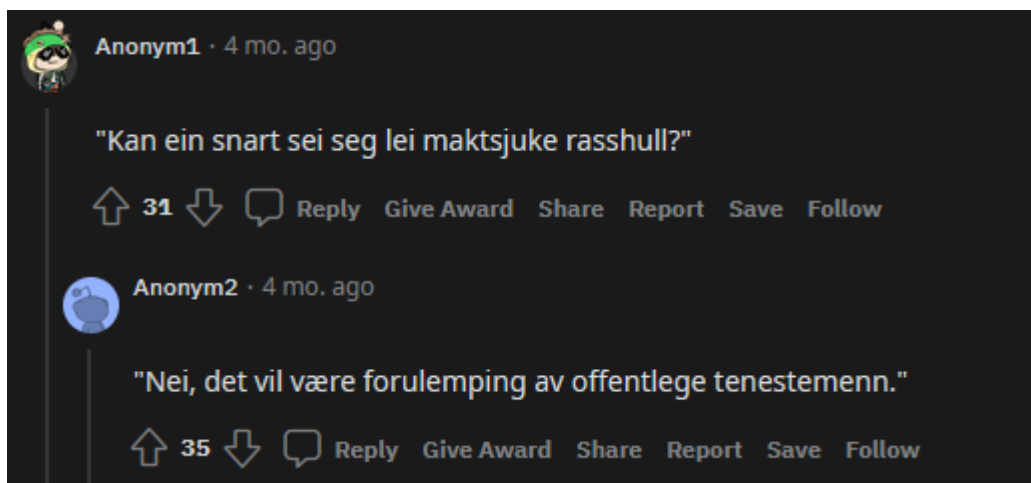 Anonym1 · 4 mo. ago
"Kan ein snart sei seg lei maktsjuke rasshull?"
31 Reply Give Award Share Report Save Follow
Anonym2 · 4 mo. ago
"Nei, det vil være forulemping av offentlege tenestemenn."
35 Reply Give Award Share Report Save Follow